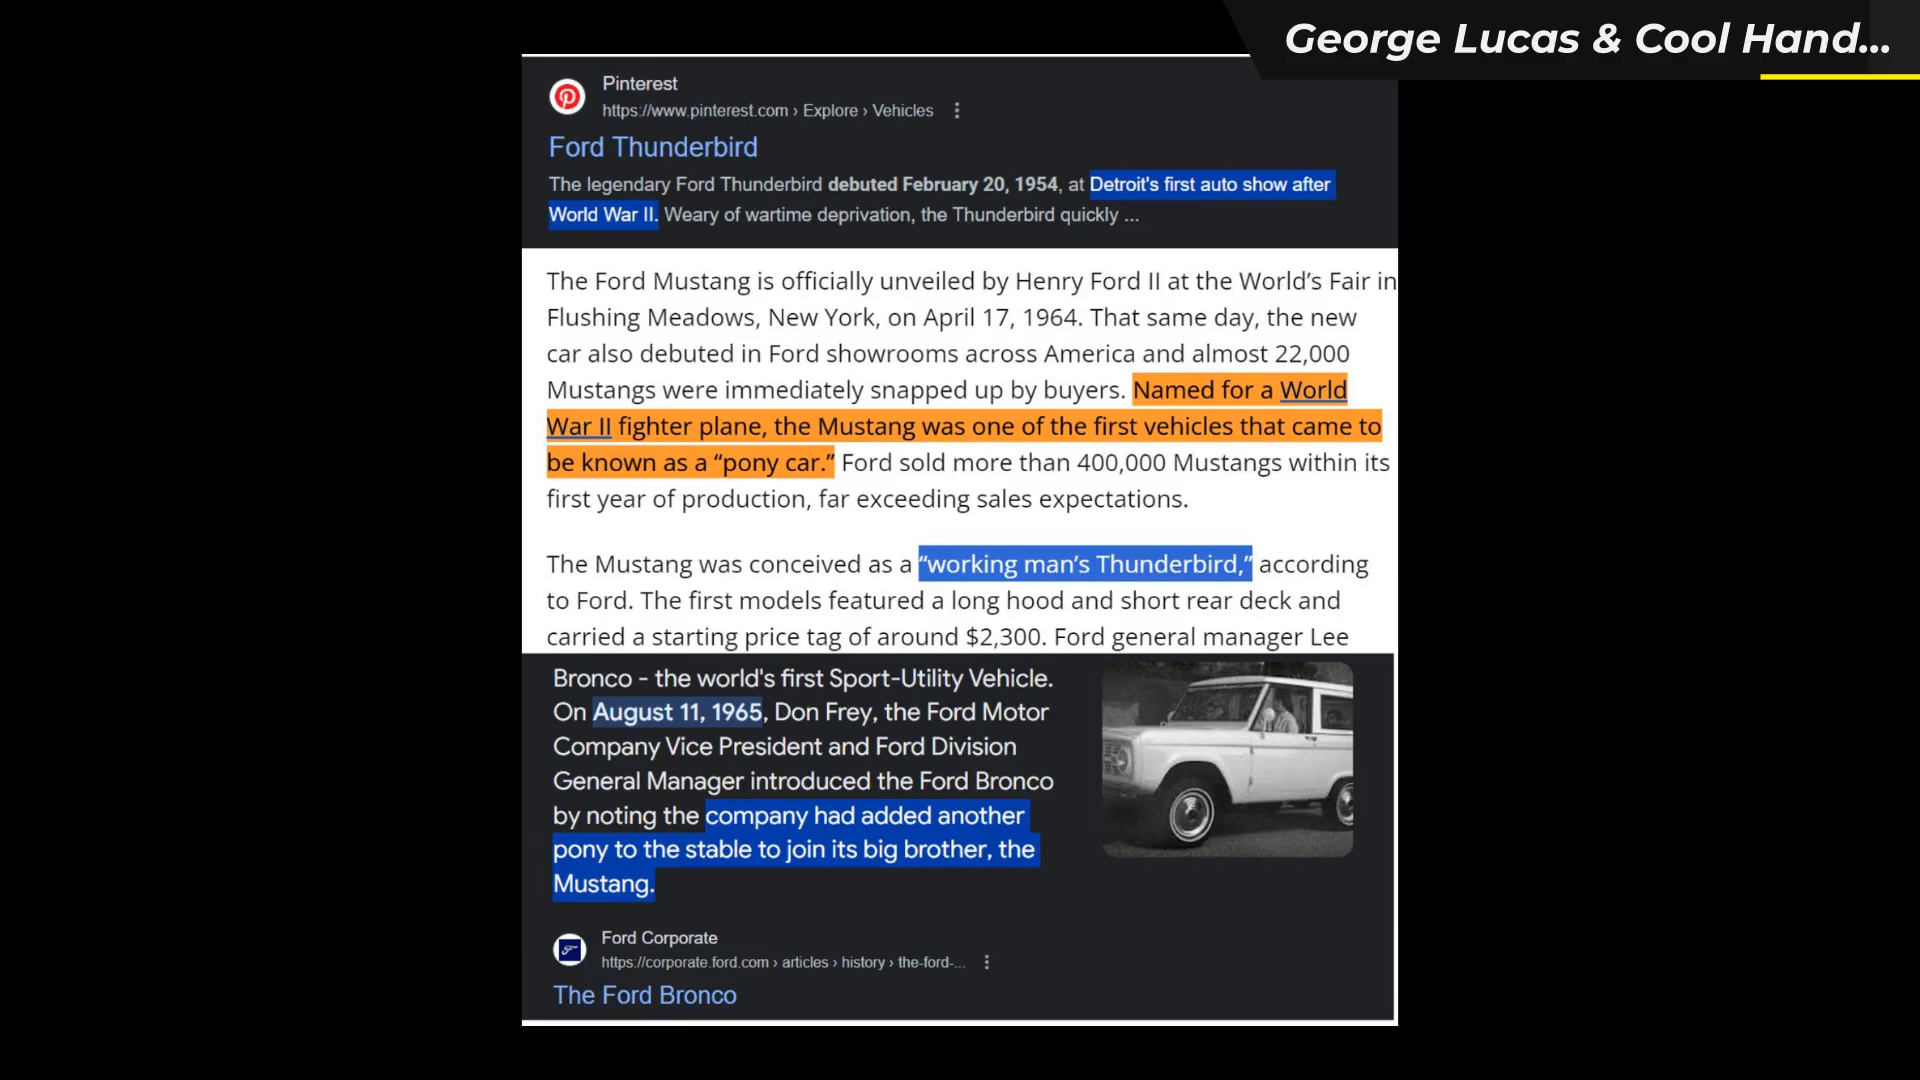 George Lucas & Cool Hand...
Pinterest
https://www.pinterest.com › Explore › Vehicles
Ford Thunderbird
The legendary Ford Thunderbird debuted February 20, 1954, at Detroit's first auto show after
World War II. Weary of wartime deprivation, the Thunderbird quickly ...
The Ford Mustang is officially unveiled by Henry Ford II at the World’s Fair in
Flushing Meadows, New York, on April 17, 1964. That same day, the new
car also debuted in Ford showrooms across America and almost 22,000
Mustangs were immediately snapped up by buyers. Named for a World
War II fighter plane, the Mustang was one of the first vehicles that came to
be known as a “pony car.” Ford sold more than 400,000 Mustangs within its
first year of production, far exceeding sales expectations.
The Mustang was conceived as a “working man’s Thunderbird,” according
to Ford. The first models featured a long hood and short rear deck and
carried a starting price tag of around $2,300. Ford general manager Lee
Bronco - the world's first Sport-Utility Vehicle.
On August 11, 1965, Don Frey, the Ford Motor
Company Vice President and Ford Division
General Manager introduced the Ford Bronco
by noting the company had added another
pony to the stable to join its big brother, the
Mustang.
Ford Corporate
https://corporate.ford.com › articles › history › the-ford-...
The Ford Bronco